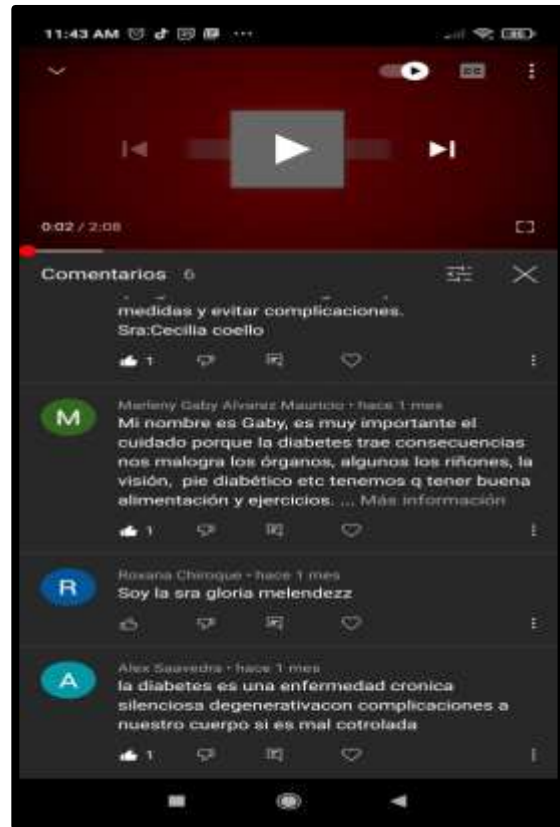 11:43 AM
0:02 / 2:08
Comentarios 6
medidas y evitar complicaciones.
Sra:Cecilia coello
1
M
Marleny Gaby Alvarez Mauricio • hace 1 mes
Mi nombre es Gaby, es muy importante el
cuidado porque la diabetes trae consecuencias
nos malogra los órganos, algunos los riñones, la
visión, pie diabético etc tenemos q tener buena
alimentación y ejercicios. ... Más información
1
R
Roxana Chiroque • hace 1 mes
Soy la sra gloria melendezz
A
Alex Saavedra • hace 1 mes
la diabetes es una enfermedad cronica
silenciosa degenerativacon complicaciones a
nuestro cuerpo si es mal cotrolada
1